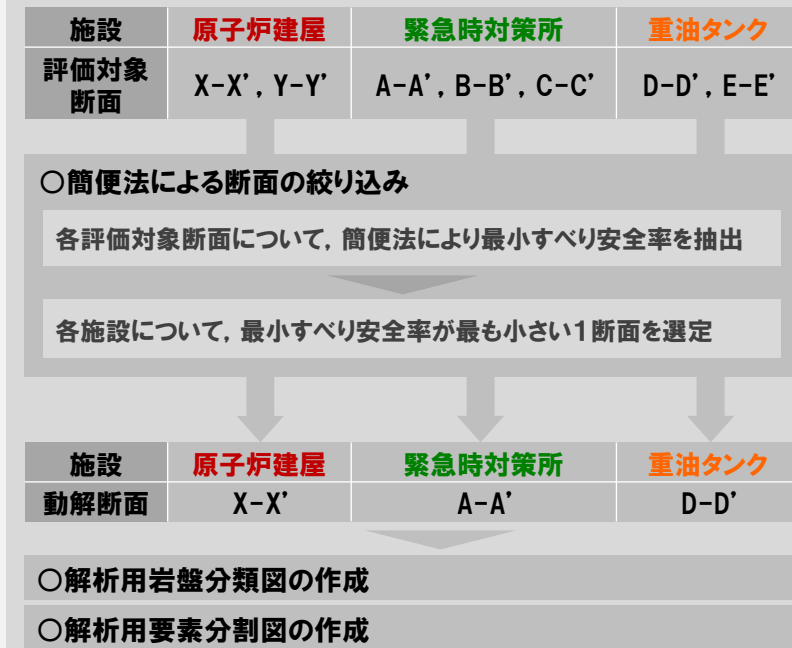 施設 原子炉建屋 緊急時対策所 重油タンク
評価対象
断面 X-X’，Y-Y’ A-A’，B-B’，C-C’ D-D’，E-E’
○簡便法による断面の絞り込み
各評価対象断面について，簡便法により最小すべり安全率を抽出
各施設について，最小すべり安全率が最も小さい1断面を選定
施設 原子炉建屋 緊急時対策所 重油タンク
動解断面 X-X’ A-A’ D-D’
○解析用岩盤分類図の作成
○解析用要素分割図の作成